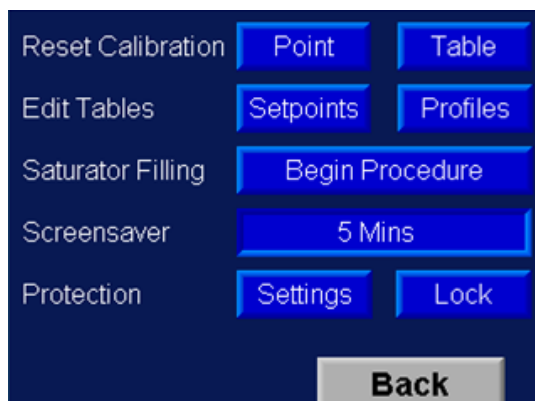 Reset Calibration Point Table
Edit Tables Setpoints Profiles
Saturator Filling Begin Procedure
Screensaver 5 Mins
Protection Settings Lock
Back